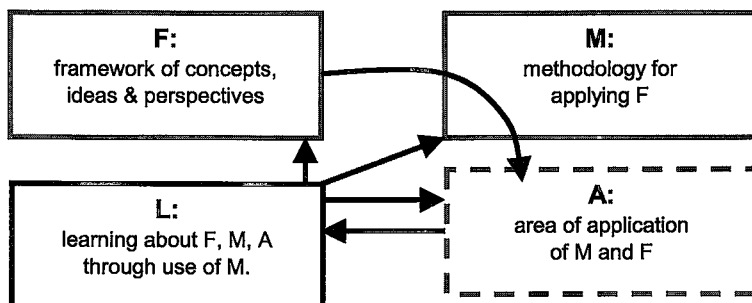 F:
framework of concepts,
ideas & perspectives
M:
methodology for
applying F
L:
learning about F, M, A
through use of M.
A:
area of application
of M and F